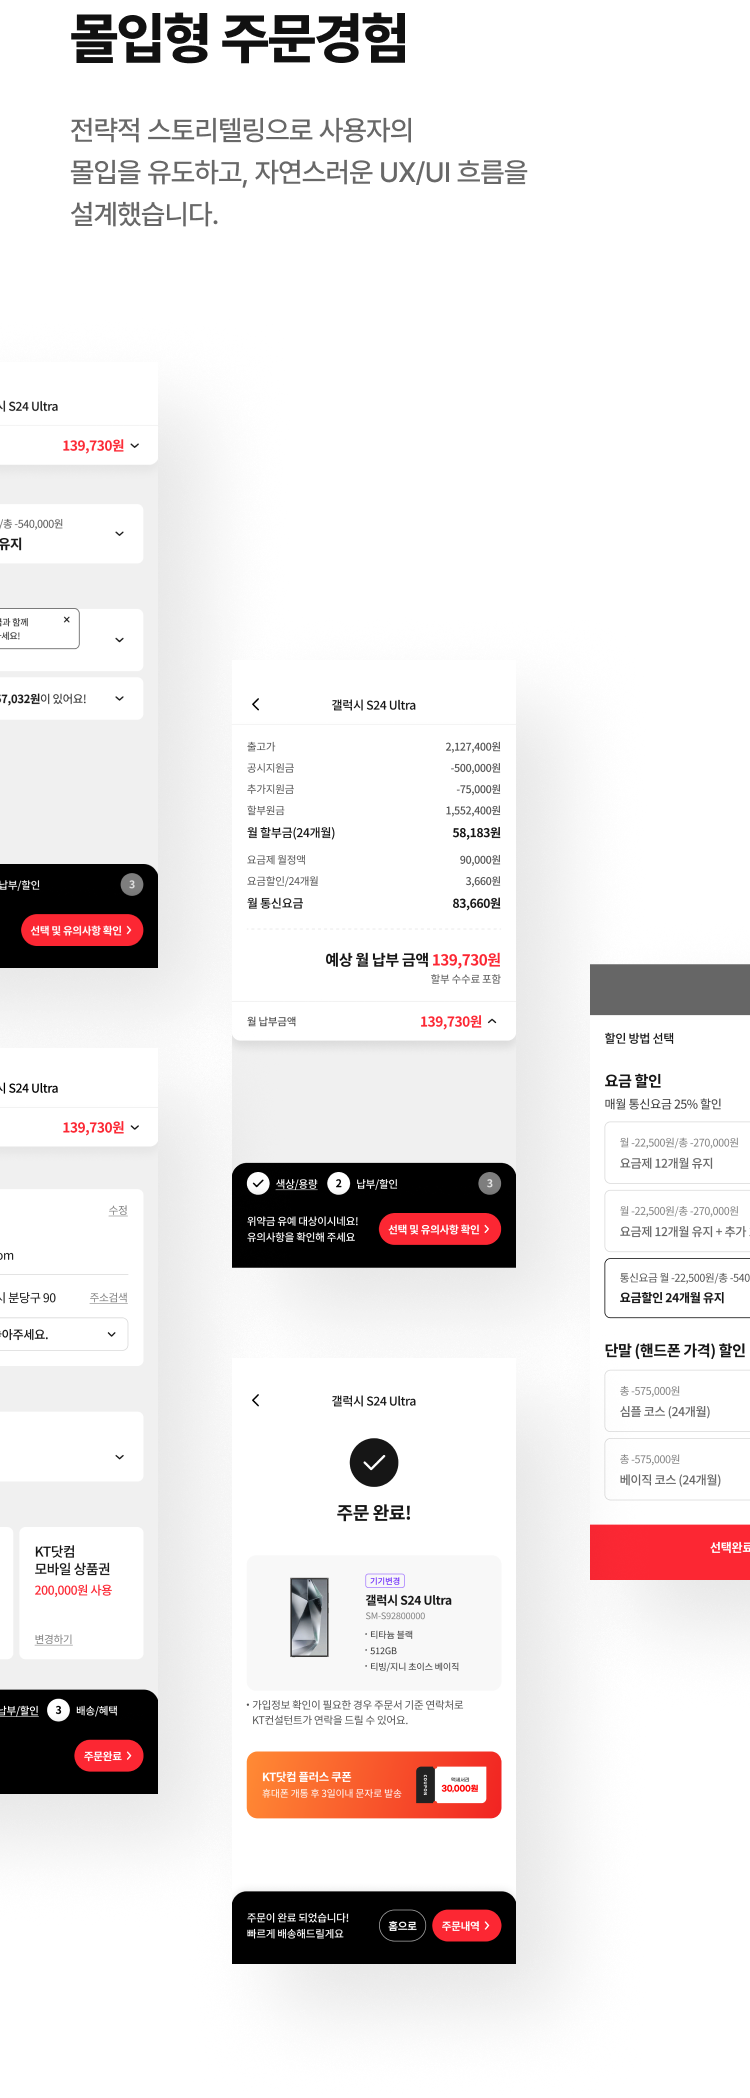 몰입형 주문경험
전략적 스토리텔링으로 사용자의
몰입을 유도하고, 자연스러운 UX/UI 흐름을
설계했습니다.
시 S24 Ultra
139,730원
/총 -540,000원
유지
과 함께
세요!
57,032원이 있어요!
납부/할인
3
선택 및 유의사항 확인
시 S24 Ultra
139,730원
수정
om
시 분당구 90
주소검색
아주세요.
KT닷컴
모바일 상품권
200,000원 사용
변경하기
납부/할인
3
배송/혜택
주문완료
갤럭시 S24 Ultra
출고가 2,127,400원
공시지원금 -500,000원
추가지원금 -75,000원
할부원금 1,552,400원
월 할부금(24개월) 58,183원
요금제 월정액 90,000원
요금할인/24개월 3,660원
월 통신요금 83,660원
예상 월 납부 금액 139,730원
할부 수수료 포함
월 납부금액 139,730원
색상/용량 2 납부/할인 3
위약금 유예 대상이시네요!
유의사항을 확인해 주세요
선택 및 유의사항 확인
갤럭시 S24 Ultra
주문 완료!
기기변경
갤럭시 S24 Ultra
SM-S92800000
· 티타늄 블랙
· 512GB
· 티빙/지니 초이스 베이직
• 가입정보 확인이 필요한 경우 주문서 기준 연락처로
KT컨설턴트가 연락을 드릴 수 있어요.
KT닷컴 플러스 쿠폰
휴대폰 개통 후 3일이내 문자로 발송
COUPON
액세서리
30,000원
주문이 완료 되었습니다!
빠르게 배송해드릴게요
홈으로
주문내역
할인 방법 선택
요금 할인
매월 통신요금 25% 할인
월 -22,500원/총 -270,000원
요금제 12개월 유지
월 -22,500원/총 -270,000원
요금제 12개월 유지 + 추가
통신요금 월 -22,500원/총 -540
요금할인 24개월 유지
단말 (핸드폰 가격) 할인
총 -575,000원
심플 코스 (24개월)
총 -575,000원
베이직 코스 (24개월)
선택완료